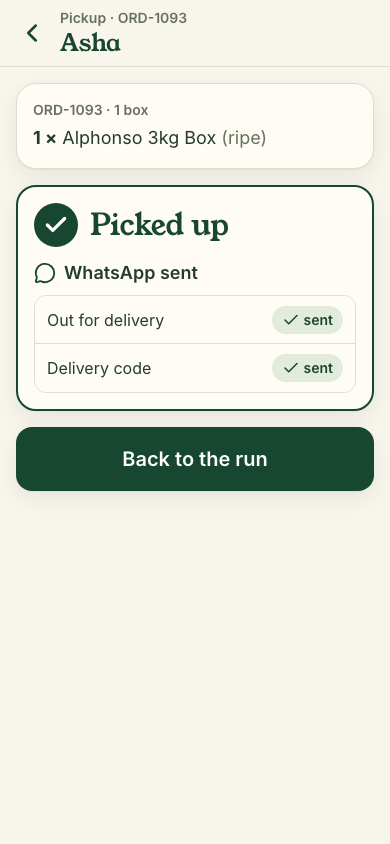 Pickup · ORD-1093
Asha
ORD-1093 · 1 box
1 × Alphonso 3kg Box (ripe)
Picked up
WhatsApp sent
Out for delivery sent
Delivery code sent
Back to the run